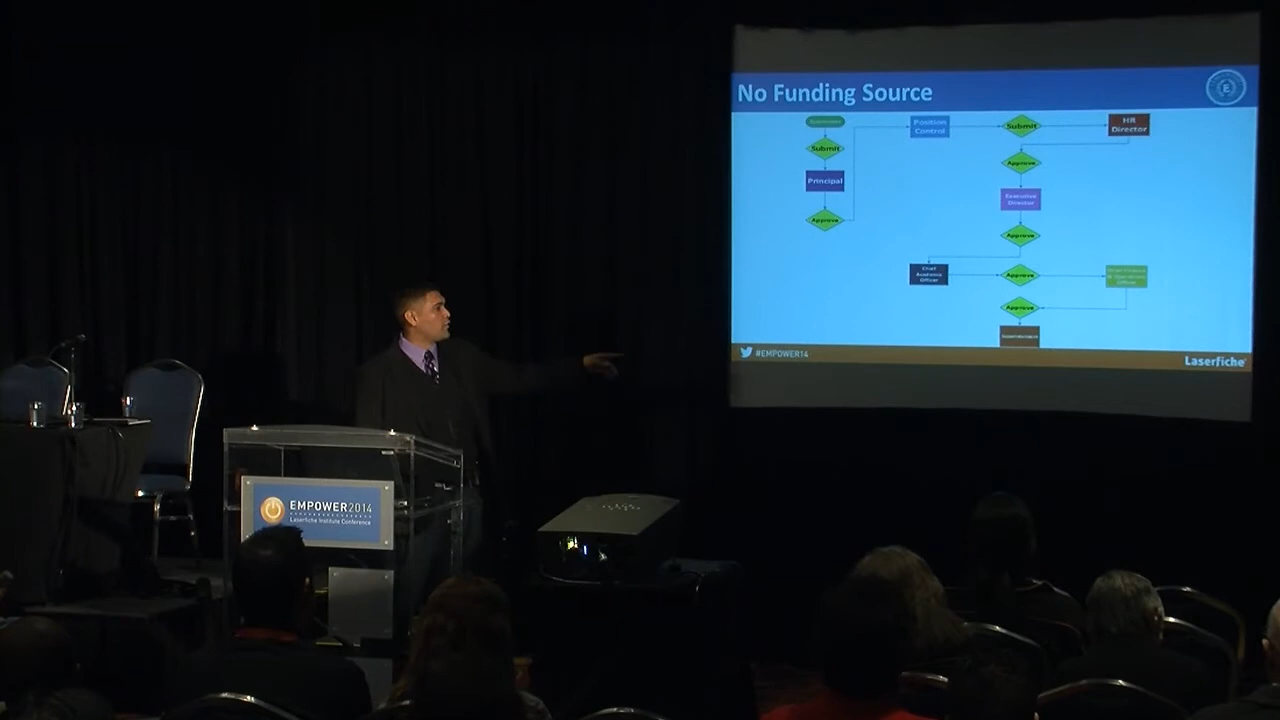 No Funding Source
E
Submit
Principal
Approve
Position
Control
Submit
HR
Director
Approve
Executive
Director
Approve
Chief
Academic
Officer
Approve
Approve
#EMPOWER14
Laserfiche
EMPOWER2014
Laserfiche Institute Conference